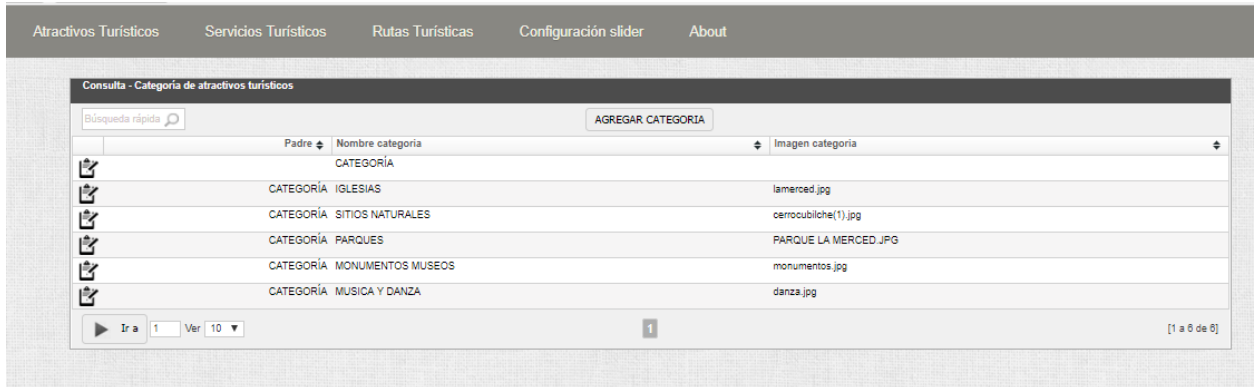 Atractivos Turísticos Servicios Turísticos Rutas Turísticas Configuración slider About
Consulta - Categoría de atractivos turísticos
Búsqueda rápida AGREGAR CATEGORIA
Padre Nombre categoria Imagen categoria
CATEGORÍA
CATEGORÍA IGLESIAS lamerced.jpg
CATEGORÍA SITIOS NATURALES cerrocubilche(1).jpg
CATEGORÍA PARQUES PARQUE LA MERCED.JPG
CATEGORÍA MONUMENTOS MUSEOS monumentos.jpg
CATEGORÍA MUSICA Y DANZA danza.jpg
Ir a 1 Ver 10 1 [1 a 6 de 6]